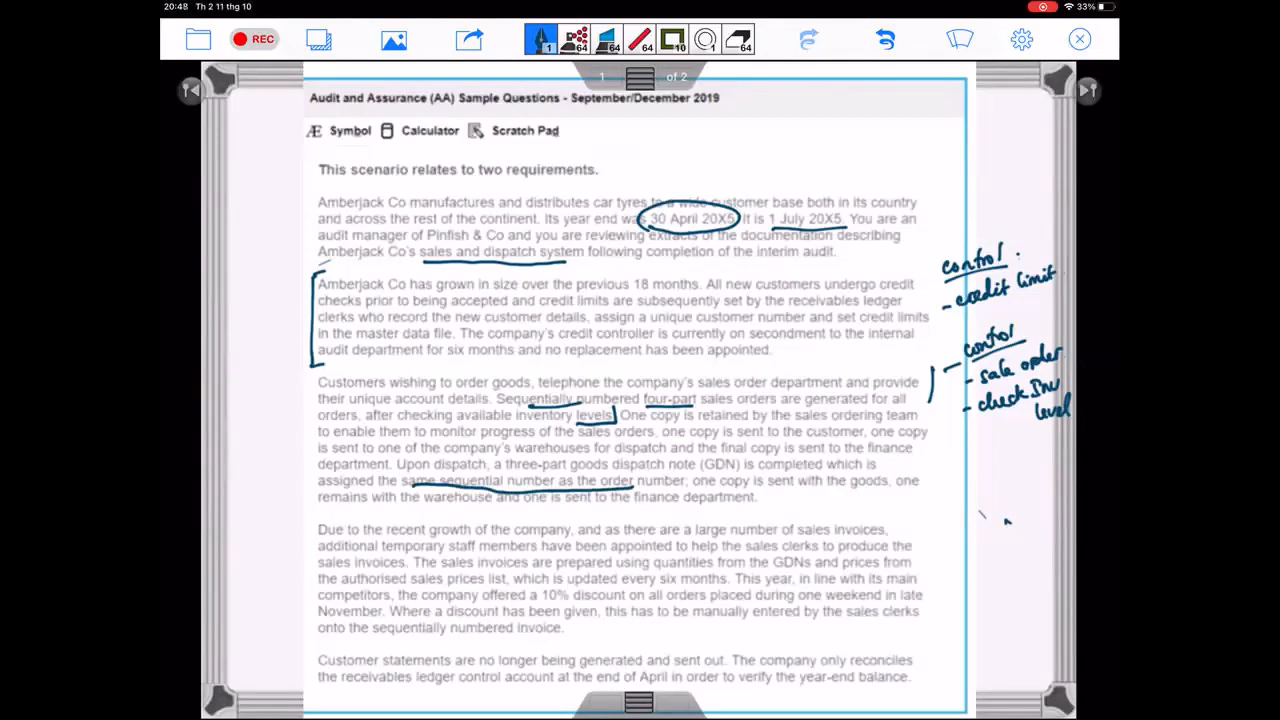 20:48 Th 2 11 thg 10
33%
REC
1 64 64 64 10 1 64
1 of 2
Audit and Assurance (AA) Sample Questions - September/December 2019
Æ Symbol Calculator Scratch Pad
This scenario relates to two requirements.
Amberjack Co manufactures and distributes car tyres to a wide customer base both in its country
and across the rest of the continent. Its year end was 30 April 20X5. It is 1 July 20X5. You are an
audit manager of Pinfish & Co and you are reviewing extracts of the documentation describing
Amberjack Co's sales and dispatch system following completion of the interim audit.
Amberjack Co has grown in size over the previous 18 months. All new customers undergo credit
checks prior to being accepted and credit limits are subsequently set by the receivables ledger
clerks who record the new customer details, assign a unique customer number and set credit limits
in the master data file. The company's credit controller is currently on secondment to the internal
audit department for six months and no replacement has been appointed.
control
- credit limit
Customers wishing to order goods, telephone the company's sales order department and provide
their unique account details. Sequentially numbered four-part sales orders are generated for all
orders, after checking available inventory levels. One copy is retained by the sales ordering team
to enable them to monitor progress of the sales orders, one copy is sent to the customer, one copy
is sent to one of the company's warehouses for dispatch and the final copy is sent to the finance
department. Upon dispatch, a three-part goods dispatch note (GDN) is completed which is
assigned the same sequential number as the order number; one copy is sent with the goods, one
remains with the warehouse and one is sent to the finance department.
control
- sale order
- check Inv
level
Due to the recent growth of the company, and as there are a large number of sales invoices,
additional temporary staff members have been appointed to help the sales clerks to produce the
sales invoices. The sales invoices are prepared using quantities from the GDNs and prices from
the authorised sales prices list, which is updated every six months. This year, in line with its main
competitors, the company offered a 10% discount on all orders placed during one weekend in late
November. Where a discount has been given, this has to be manually entered by the sales clerks
onto the sequentially numbered invoice.
Customer statements are no longer being generated and sent out. The company only reconciles
the receivables ledger control account at the end of April in order to verify the year-end balance.